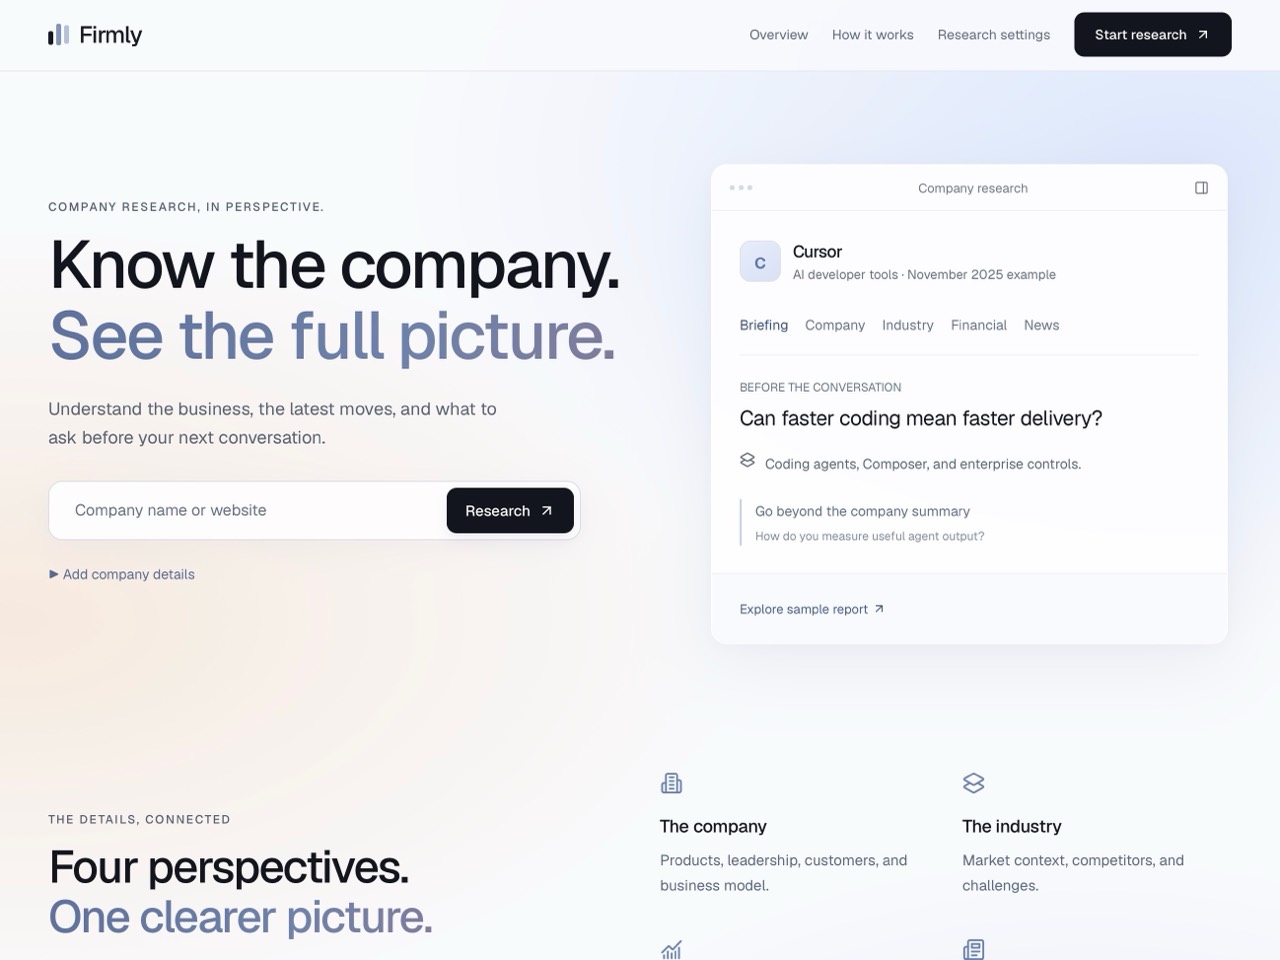 Firmly
Overview
How it works
Research settings
Start research
COMPANY RESEARCH, IN PERSPECTIVE.
Know the company.
See the full picture.
Understand the business, the latest moves, and what to
ask before your next conversation.
Company name or website
Research
Add company details
Company research
C
Cursor
AI developer tools · November 2025 example
Briefing
Company
Industry
Financial
News
BEFORE THE CONVERSATION
Can faster coding mean faster delivery?
Coding agents, Composer, and enterprise controls.
Go beyond the company summary
How do you measure useful agent output?
Explore sample report
THE DETAILS, CONNECTED
Four perspectives.
One clearer picture.
The company
Products, leadership, customers, and
business model.
The industry
Market context, competitors, and
challenges.